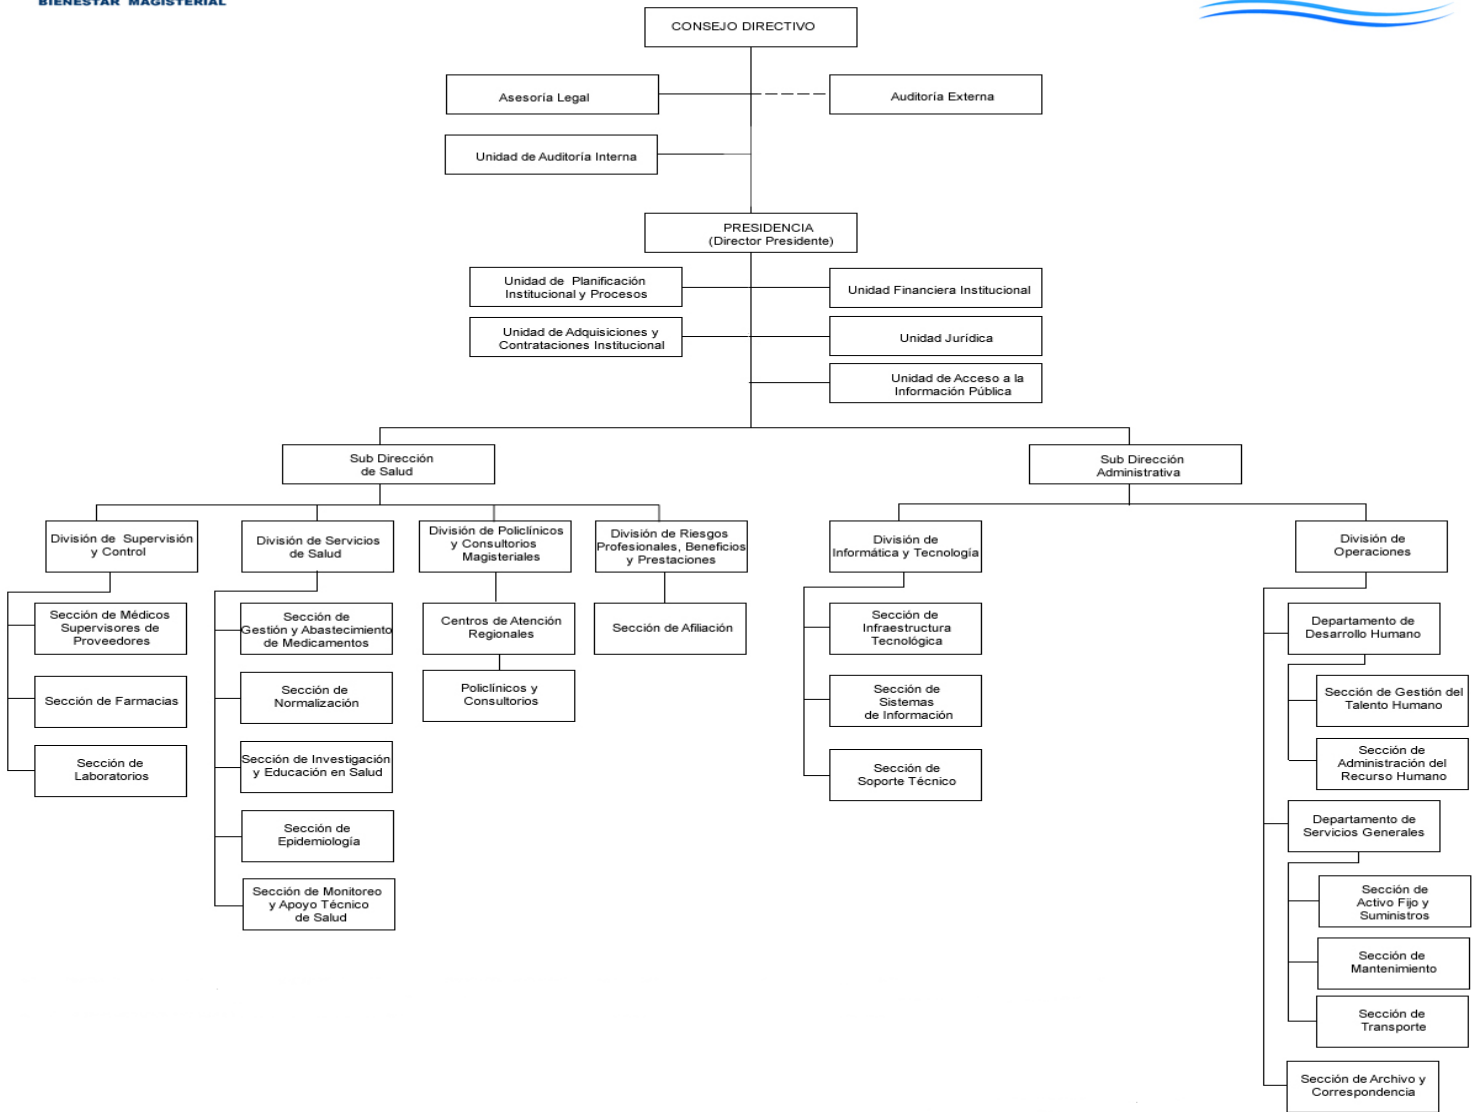 BIENESTAR MAGISTERIAL
CONSEJO DIRECTIVO
Asesoría Legal
Auditoría Externa
Unidad de Auditoría Interna
PRESIDENCIA
(Director Presidente)
Unidad de Planificación
Institucional y Procesos
Unidad Financiera Institucional
Unidad de Adquisiciones y
Contrataciones Institucional
Unidad Jurídica
Unidad de Acceso a la
Información Pública
Sub Dirección
de Salud
Sub Dirección
Administrativa
División de Supervisión
y Control
División de Servicios
de Salud
División de Policlínicos
y Consultorios
Magisteriales
División de Riesgos
Profesionales, Beneficios
y Prestaciones
División de
Informática y Tecnología
División de
Operaciones
Sección de Médicos
Supervisores de
Proveedores
Sección de Farmacias
Sección de
Laboratorios
Sección de
Gestión y Abastecimiento
de Medicamentos
Sección de
Normalización
Sección de Investigación
y Educación en Salud
Sección de
Epidemiología
Sección de Monitoreo
y Apoyo Técnico
de Salud
Centros de Atención
Regionales
Policlínicos y
Consultorios
Sección de Afiliación
Sección de
Infraestructura
Tecnológica
Sección de
Sistemas
de Información
Sección de
Soporte Técnico
Departamento de
Desarrollo Humano
Sección de Gestión del
Talento Humano
Sección de
Administración del
Recurso Humano
Departamento de
Servicios Generales
Sección de
Activo Fijo y
Suministros
Sección de
Mantenimiento
Sección de
Transporte
Sección de Archivo y
Correspondencia